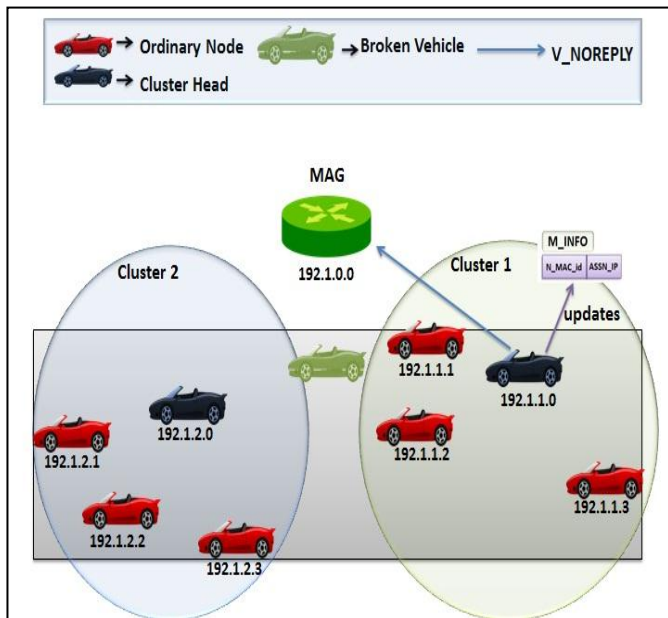 Ordinary Node
Broken Vehicle
V_NOREPLY
Cluster Head
MAG
192.1.0.0
Cluster 2
Cluster 1
M_INFO
N_MAC_id ASSN_IP
updates
192.1.1.1
192.1.1.0
192.1.2.0
192.1.1.2
192.1.2.1
192.1.1.3
192.1.2.2
192.1.2.3